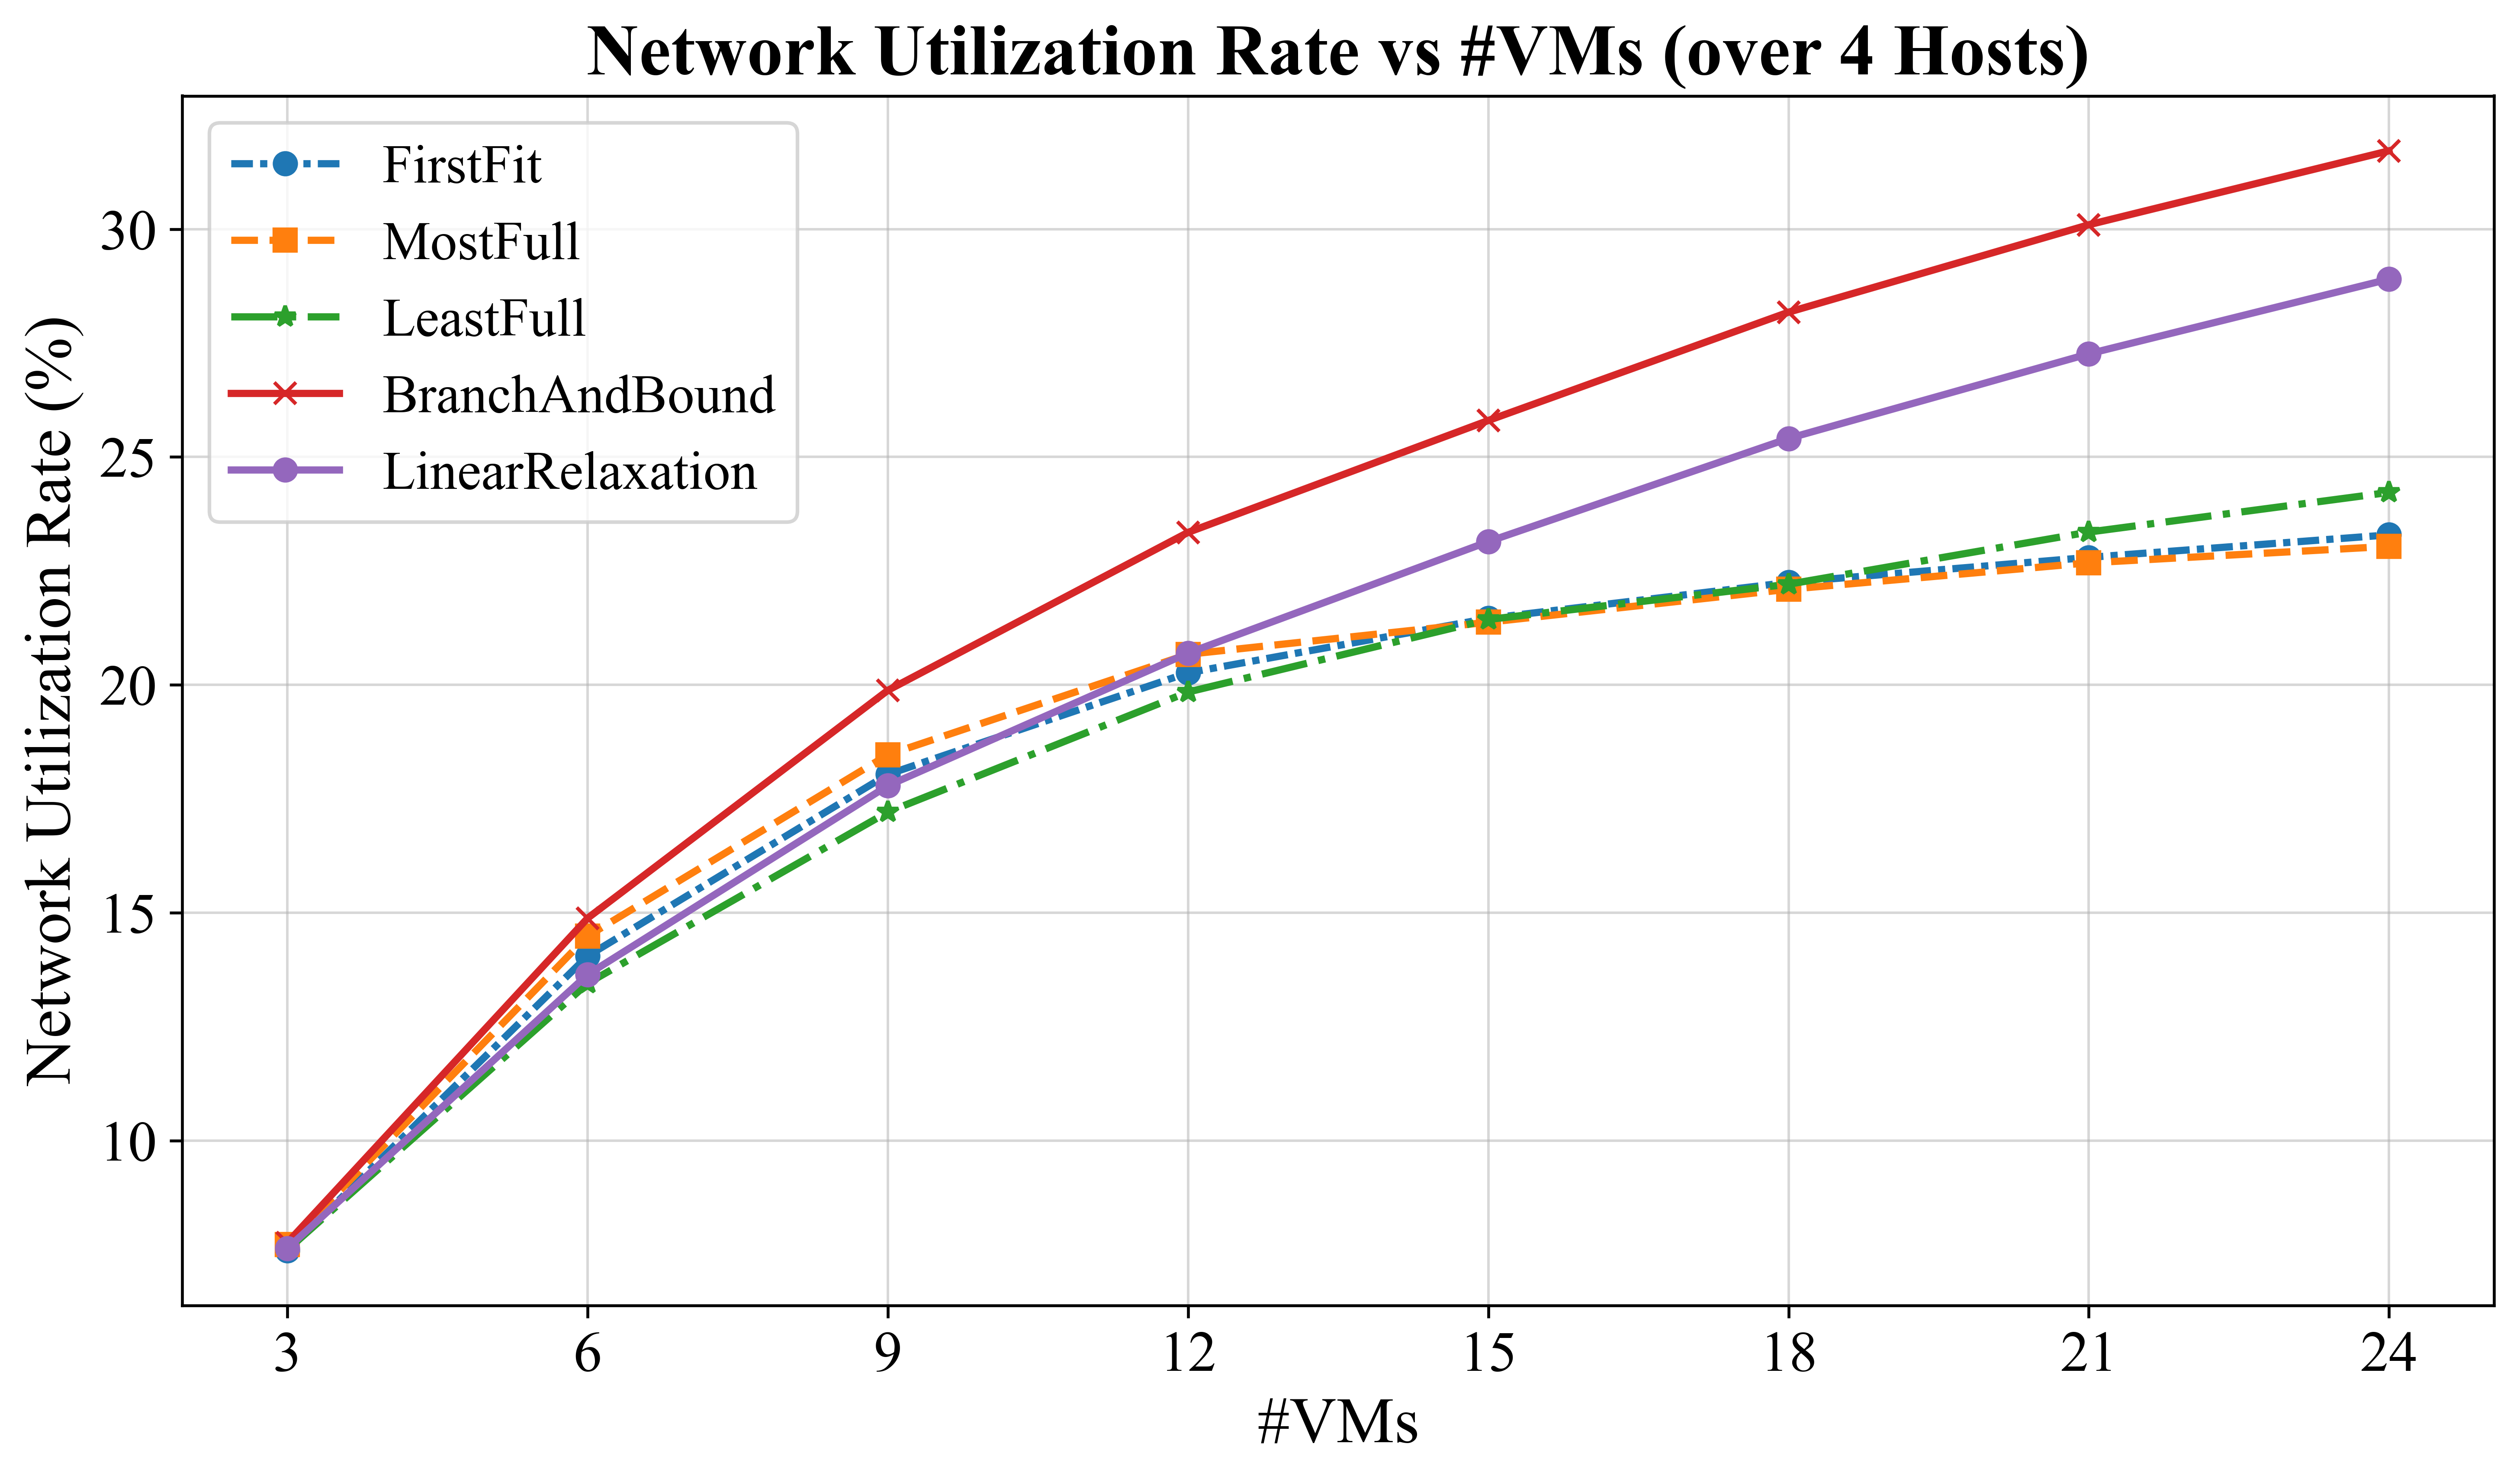 Network Utilization Rate vs #VMs (over 4 Hosts)
FirstFit
MostFull
LeastFull
BranchAndBound
LinearRelaxation
Network Utilization Rate (%)
30
25
20
15
10
3 6 9 12 15 18 21 24
#VMs